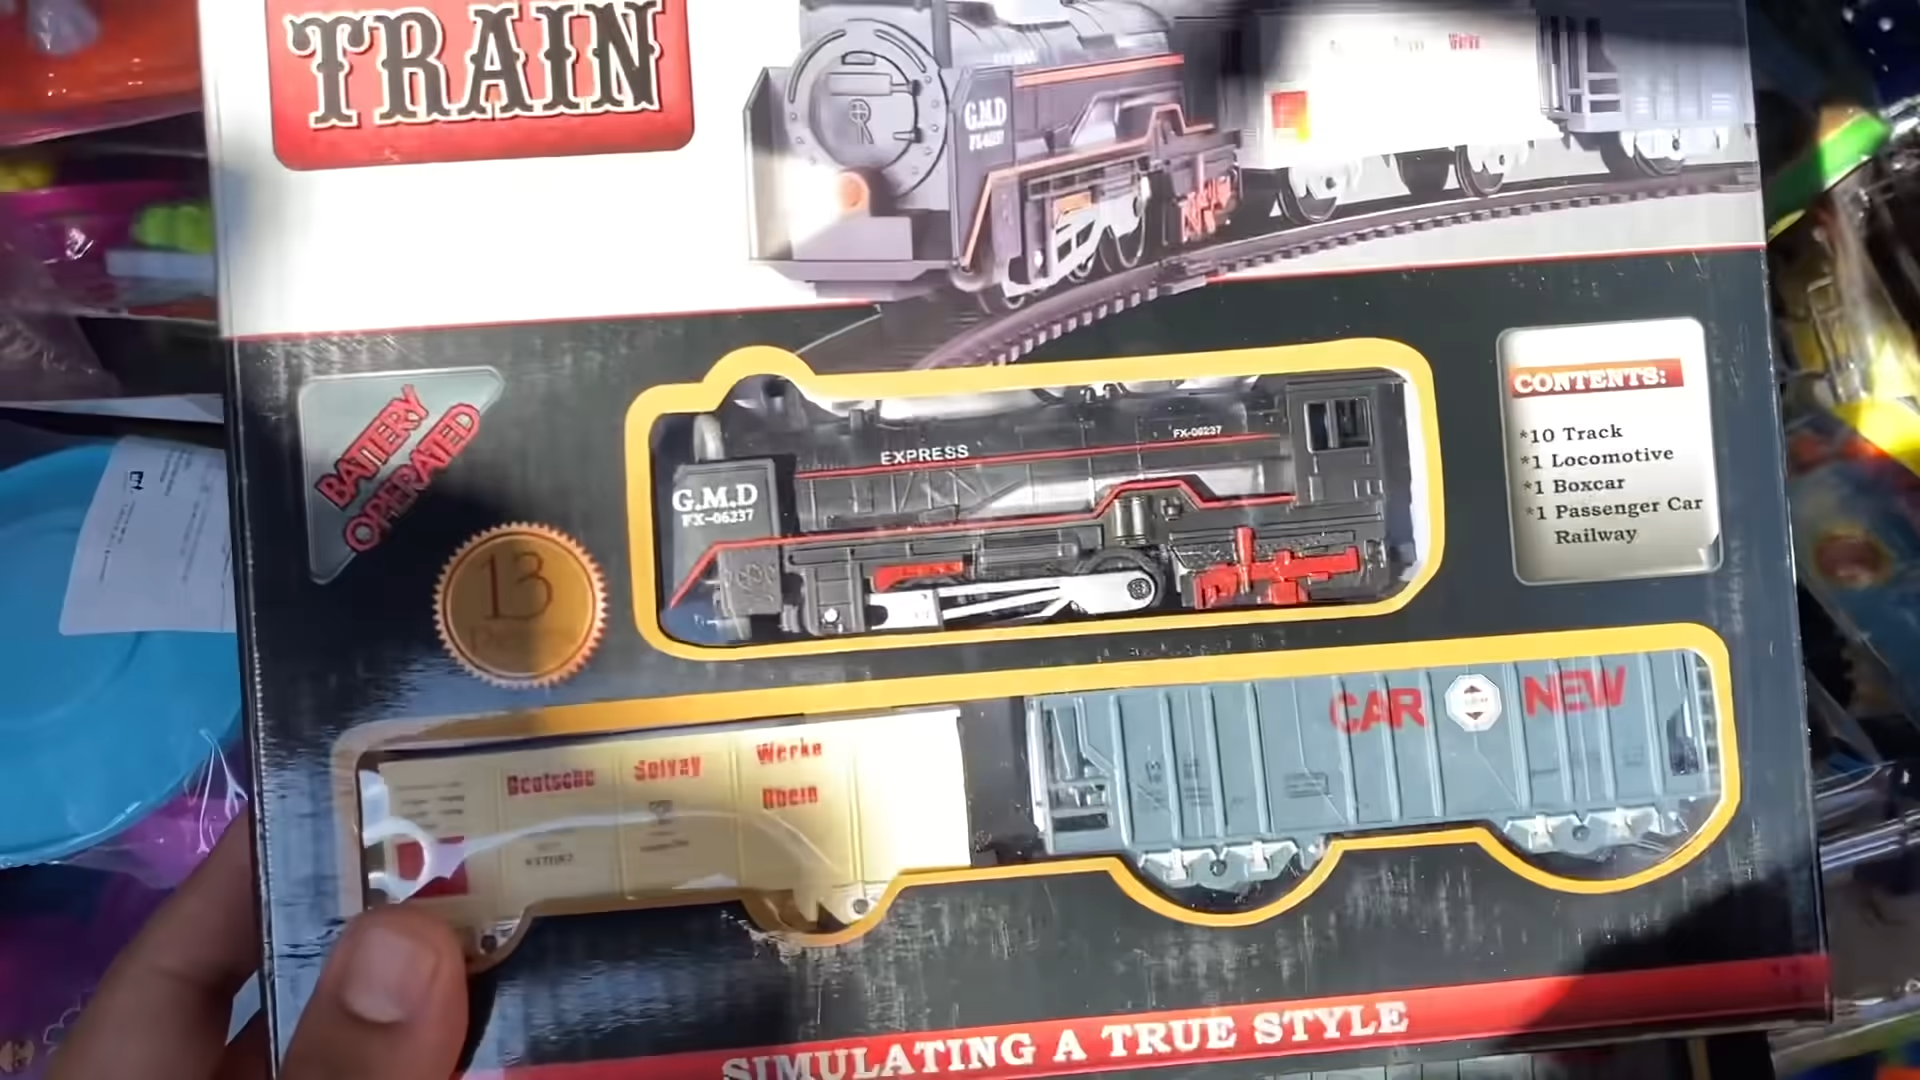 TRAIN
G.M.D
BATTERY
OPERATED
13
EXPRESS
FX-06237
G.M.D
FX-06237
CONTENTS:
*10 Track
*1 Locomotive
*1 Boxcar
*1 Passenger Car
Railway
Deutsche Solvay Werke
Rhein
CAR NEW
SIMULATING A TRUE STYLE